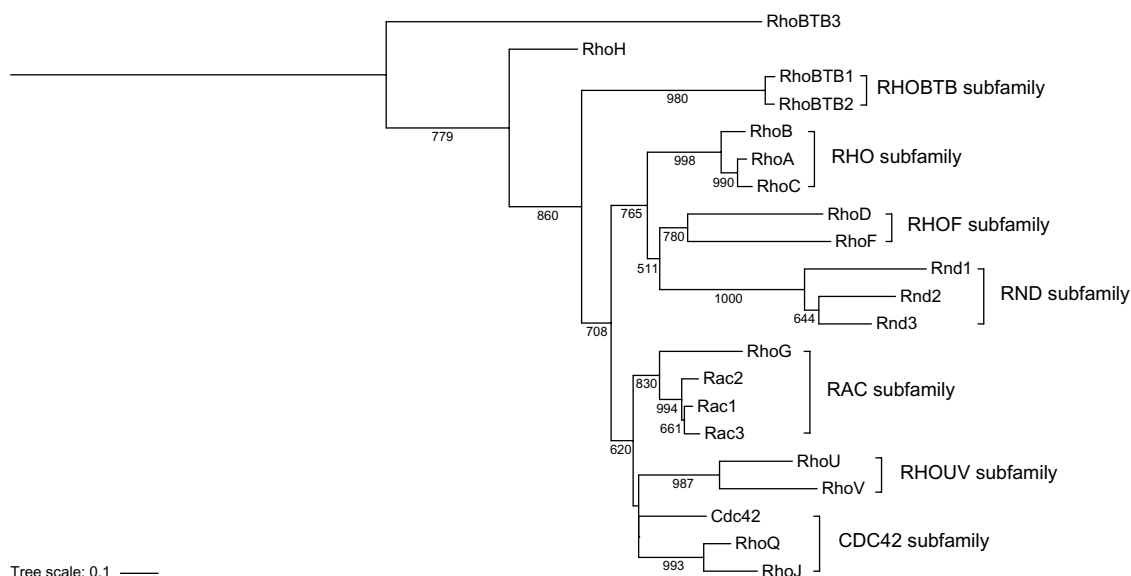 RhoBTB3
RhoH
779
RhoBTB1
RhoBTB2
RHOBTB subfamily
980
860
RhoB
RhoA
RhoC
RHO subfamily
998
990
765
RhoD
RhoF
RHOF subfamily
780
511
Rnd1
Rnd2
Rnd3
RND subfamily
1000
644
708
RhoG
Rac2
Rac1
Rac3
RAC subfamily
830
994
661
620
RhoU
RhoV
RHOUV subfamily
987
Cdc42
RhoQ
RhoJ
CDC42 subfamily
993
Tree scale: 0.1